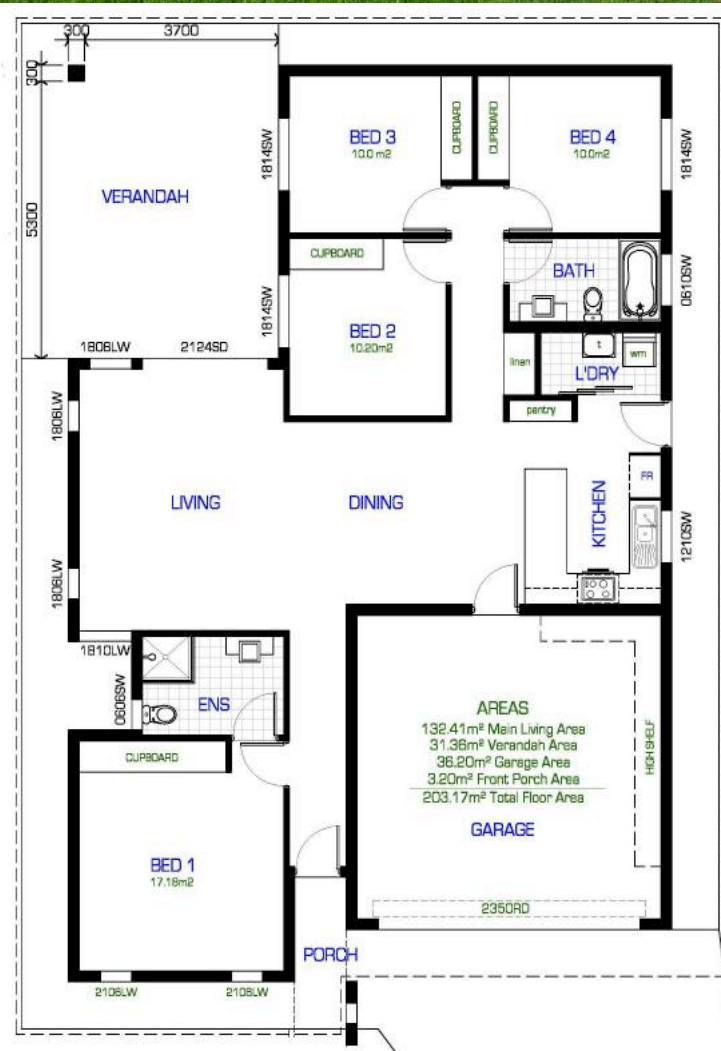 300
3700
300
5300
VERANDAH
BED 3
10.0 m2
CUPBOARD
CUPBOARD
BED 4
10.0m2
1814SW
1814SW
CUPBOARD
BED 2
10.20m2
1814SW
BATH
0610SW
1806LW
2124SD
linen
t
wm
L'DRY
pantry
1806LW
LIVING
DINING
KITCHEN
FR
1210SW
1806LW
1810LW
0606SW
ENS
CUPBOARD
BED 1
17.18m2
AREAS
132.41m² Main Living Area
31.36m² Verandah Area
36.20m² Garage Area
3.20m² Front Porch Area
203.17m² Total Floor Area
GARAGE
HIGH SHELF
2350RD
PORCH
2106LW
2106LW